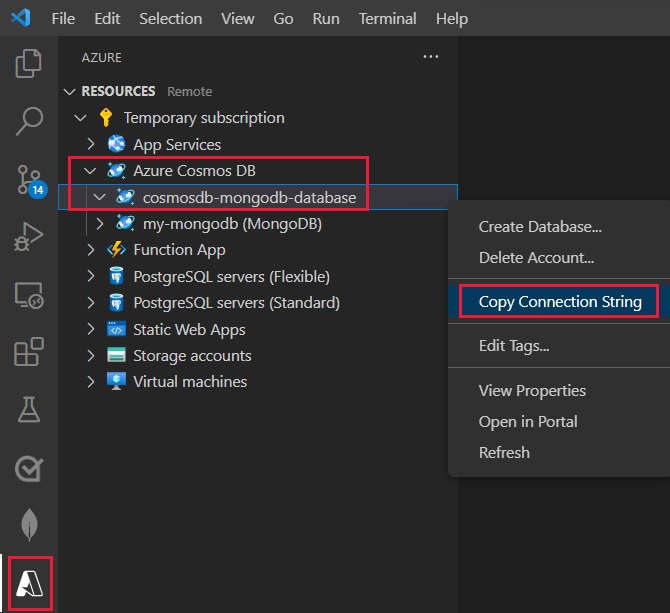 File Edit Selection View Go Run Terminal Help
AZURE ...
RESOURCES Remote
Temporary subscription
App Services
Azure Cosmos DB
cosmosdb-mongodb-database
my-mongodb (MongoDB)
Function App
PostgreSQL servers (Flexible)
PostgreSQL servers (Standard)
Static Web Apps
Storage accounts
Virtual machines
14
Create Database...
Delete Account...
Copy Connection String
Edit Tags...
View Properties
Open in Portal
Refresh